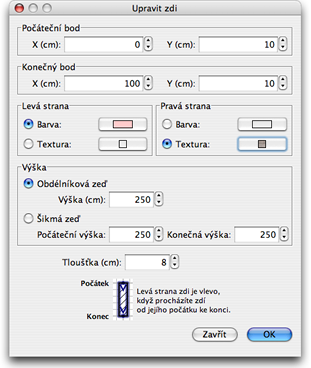 Upravit zdi
Počáteční bod
X (cm): 0 Y (cm): 10
Konečný bod
X (cm): 100 Y (cm): 10
Levá strana Pravá strana
Barva: Barva:
Textura: Textura:
Výška
Obdélníková zeď
Výška (cm): 250
Šikmá zeď
Počáteční výška: 250 Konečná výška: 250
Tloušťka (cm): 8
Počátek
Levá strana zdi je vlevo,
když procházíte zdí
od jejího počátku ke konci.
Konec
Zavřít OK